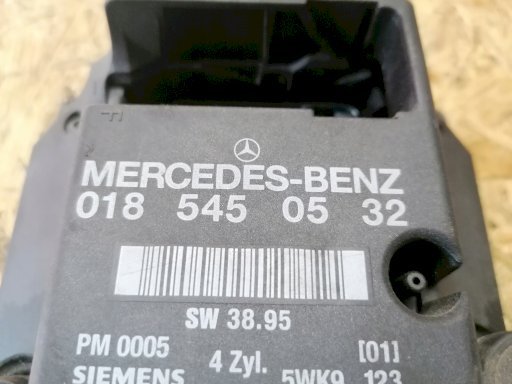 MERCEDES-BENZ
018 545 05 32
SW 38.95
PM 0005 4 Zyl. [01]
SIEMENS 5WK9 123